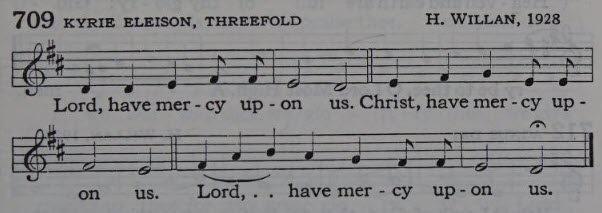 709 KYRIE ELEISON, THREEFOLD H. WILLAN, 1928
Lord, have mer - cy up - on us. Christ, have mer - cy up -
on us. Lord, . . have mer - cy up - on us.